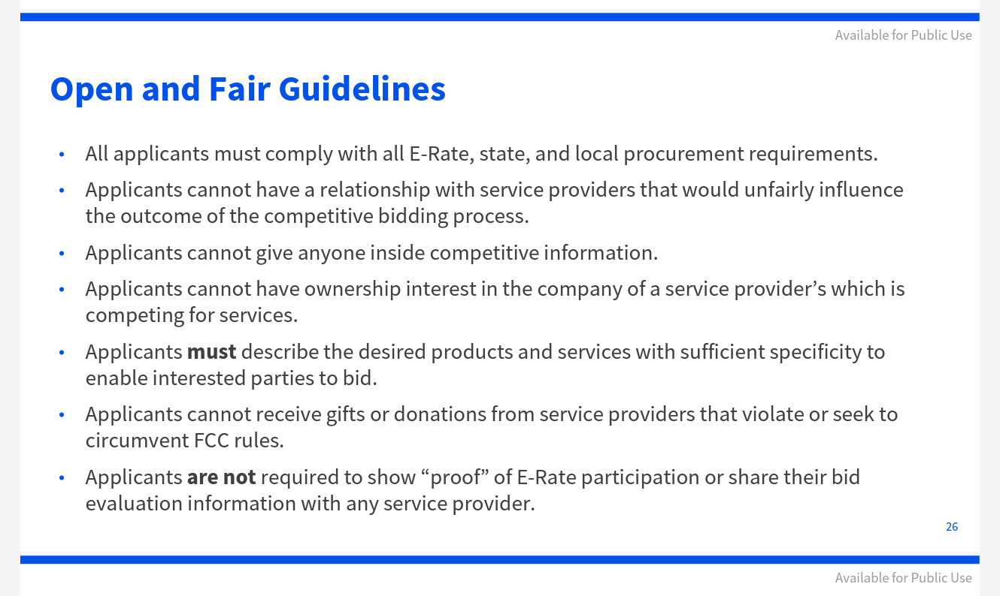 Available for Public Use
Open and Fair Guidelines
• All applicants must comply with all E-Rate, state, and local procurement requirements.
• Applicants cannot have a relationship with service providers that would unfairly influence
the outcome of the competitive bidding process.
• Applicants cannot give anyone inside competitive information.
• Applicants cannot have ownership interest in the company of a service provider’s which is
competing for services.
• Applicants must describe the desired products and services with sufficient specificity to
enable interested parties to bid.
• Applicants cannot receive gifts or donations from service providers that violate or seek to
circumvent FCC rules.
• Applicants are not required to show “proof” of E-Rate participation or share their bid
evaluation information with any service provider.
26
Available for Public Use